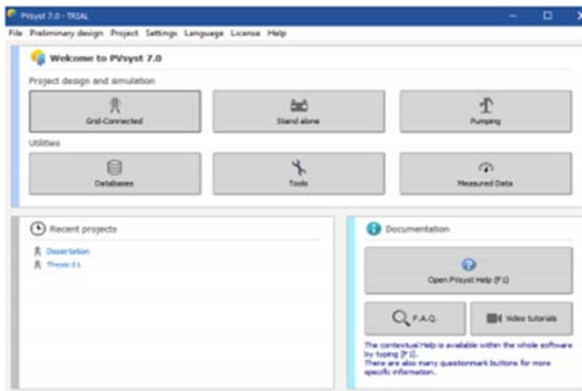 PVsyst 7.0 - TRIAL
File Preliminary design Project Settings Language License Help
Welcome to PVsyst 7.0
Project design and simulation
Grid-Connected
Stand alone
Pumping
Utilities
Databases
Tools
Measured Data
Recent projects
Dissertation
Thesis 01
Documentation
Open PVsyst Help (F1)
F.A.Q.
Video tutorials
The contextual Help is available within the whole software
by typing [F1].
There are also many questionmark buttons for more
specific information.